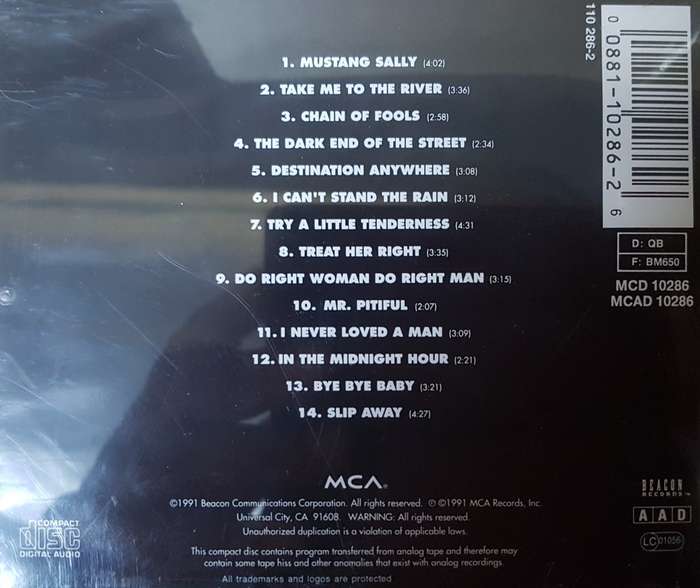 1. MUSTANG SALLY (4:02)
2. TAKE ME TO THE RIVER (3:36)
3. CHAIN OF FOOLS (2:58)
4. THE DARK END OF THE STREET (2:34)
5. DESTINATION ANYWHERE (3:08)
6. I CAN'T STAND THE RAIN (3:12)
7. TRY A LITTLE TENDERNESS (4:31
8. TREAT HER RIGHT (3:35)
9. DO RIGHT WOMAN DO RIGHT MAN (3:15)
10. MR. PITIFUL (2:07)
11. I NEVER LOVED A MAN (3:09)
12. IN THE MIDNIGHT HOUR (2:21)
13. BYE BYE BABY (3:21)
14. SLIP AWAY (4:27)
110 286-2
0 0881-10286-2 6
D: QB
F: BM650
MCD 10286
MCAD 10286
MCA®
©1991 Beacon Communications Corporation. All rights reserved. ℗ ©1991 MCA Records, Inc.
Universal City, CA 91608. WARNING: All rights reserved.
Unauthorized duplication is a violation of applicable laws.
This compact disc contains program transferred from analog tape and therefore may
contain some tape hiss and other anomalies that exist with analog recordings.
All trademarks and logos are protected.
COMPACT
disc
DIGITAL AUDIO
BEACON
RECORDS™
A A D
LC 01056